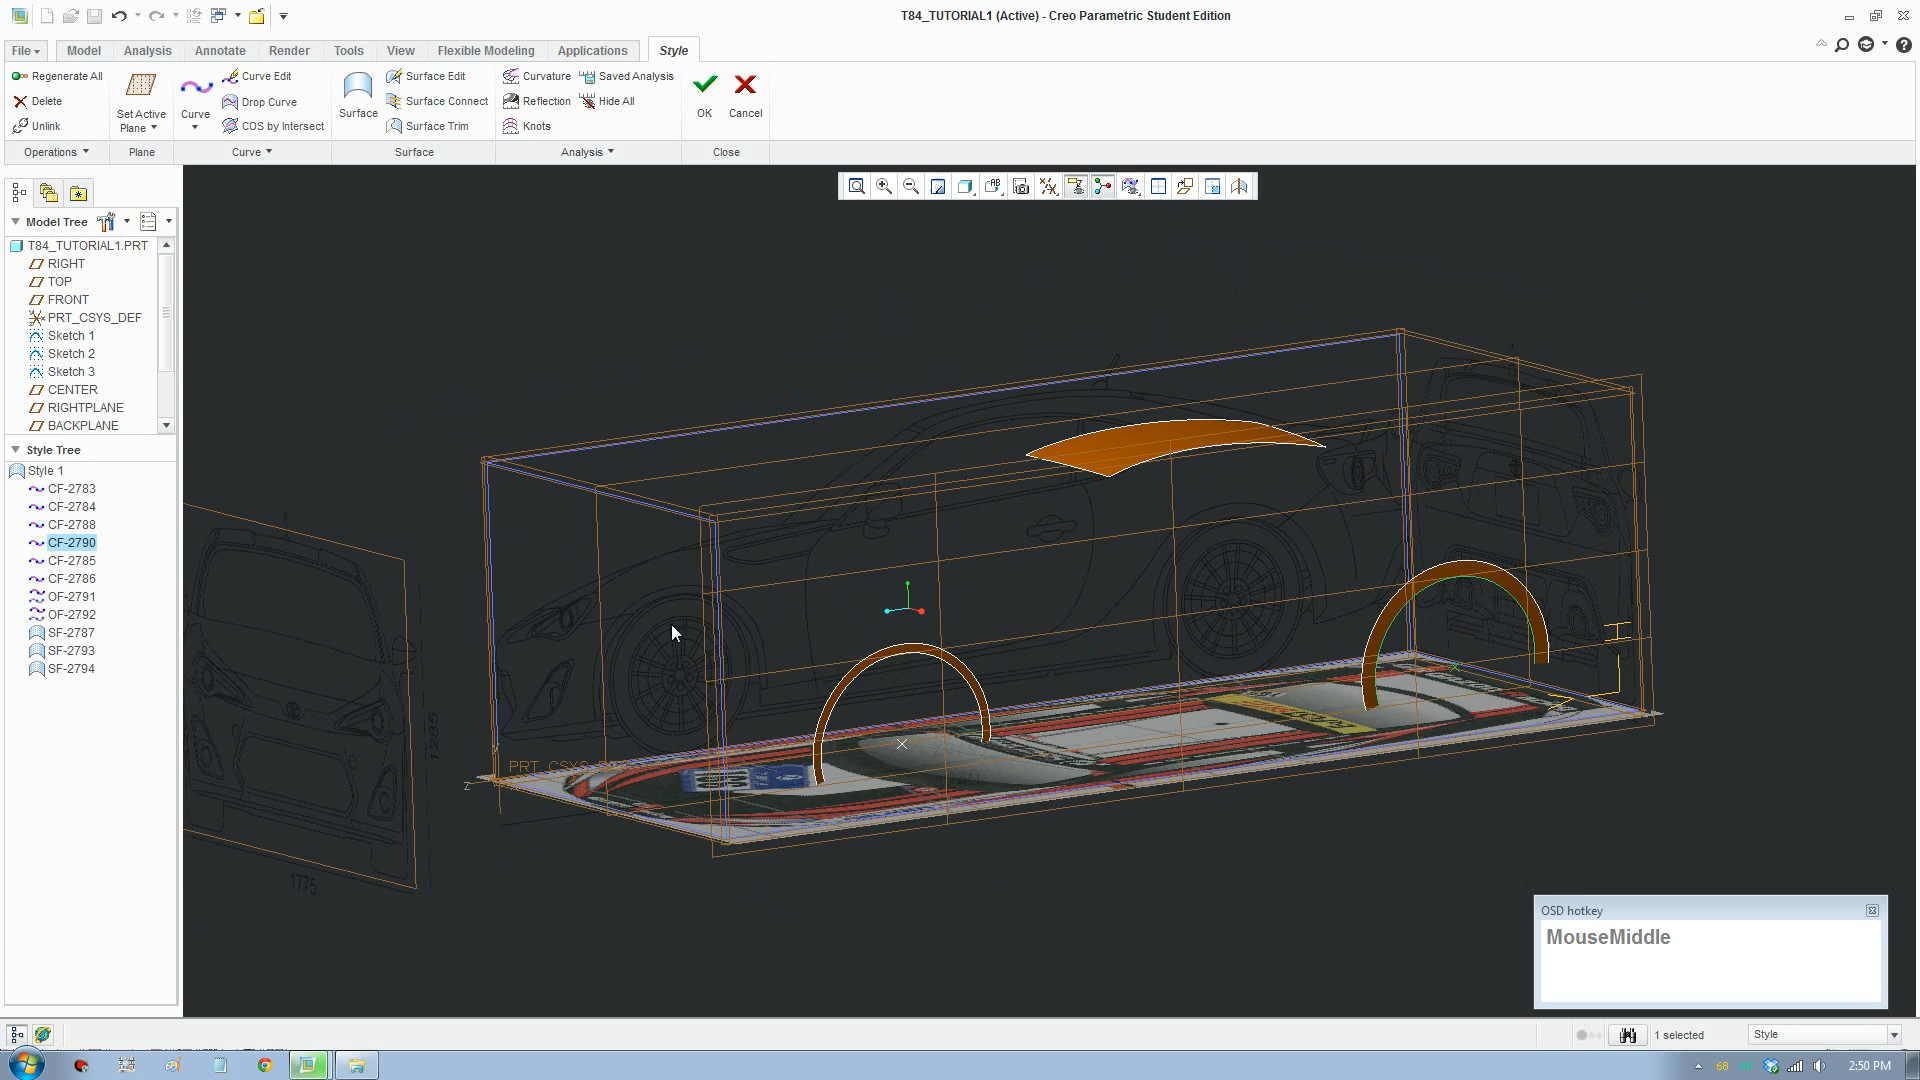 T84_TUTORIAL1 (Active) - Creo Parametric Student Edition
File Model Analysis Annotate Render Tools View Flexible Modeling Applications Style
Regenerate All
Delete
Unlink
Operations
Set Active
Plane
Plane
Curve
Curve Edit
Drop Curve
COS by Intersect
Curve
Surface
Surface Edit
Surface Connect
Surface Trim
Surface
Curvature
Saved Analysis
Reflection
Hide All
Knots
Analysis
OK
Cancel
Close
Model Tree
T84_TUTORIAL1.PRT
RIGHT
TOP
FRONT
PRT_CSYS_DEF
Sketch 1
Sketch 2
Sketch 3
CENTER
RIGHTPLANE
BACKPLANE
Style Tree
Style 1
CF-2783
CF-2784
CF-2788
CF-2790
CF-2785
CF-2786
OF-2791
OF-2792
SF-2787
SF-2793
SF-2794
1285
1775
Z
OSD hotkey
MouseMiddle
1 selected
Style
68
2:50 PM